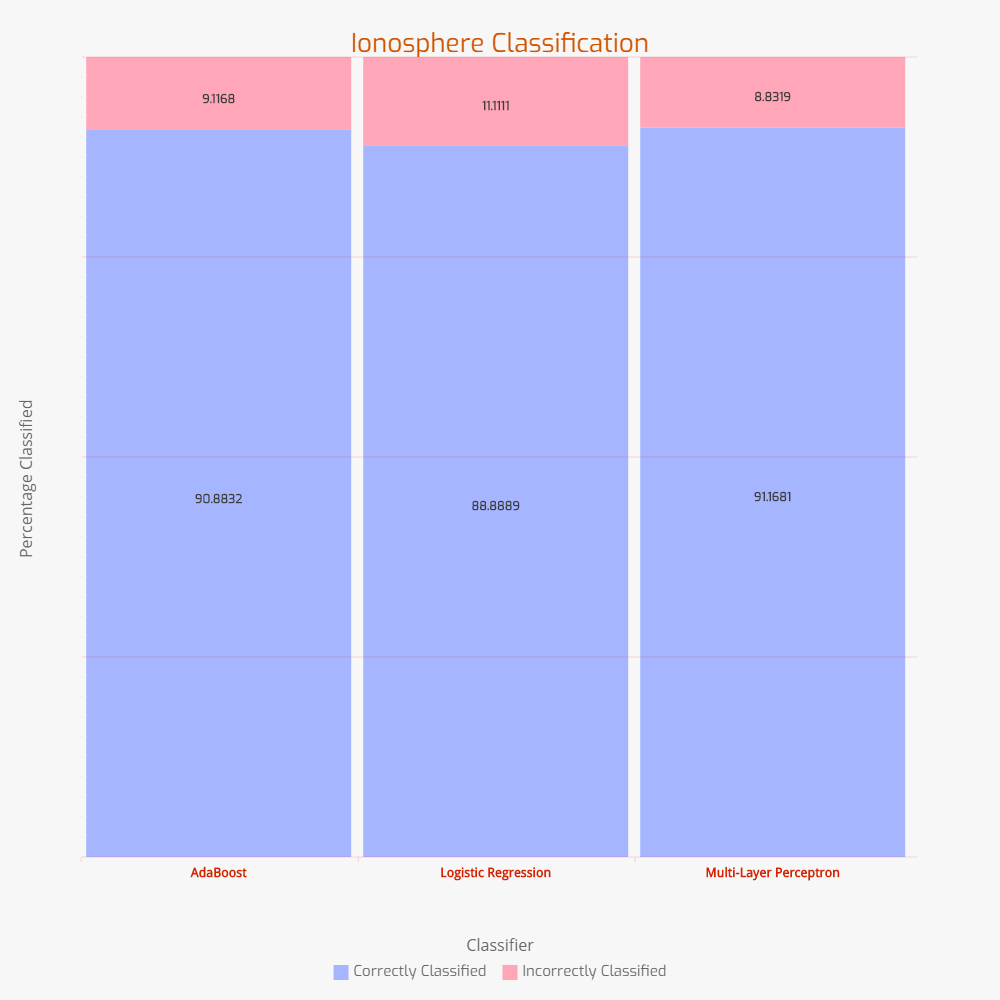 Ionosphere Classification
9.1168
11.1111
8.8319
90.8832
88.8889
91.1681
Percentage Classified
AdaBoost
Logistic Regression
Multi-Layer Perceptron
Classifier
Correctly Classified
Incorrectly Classified